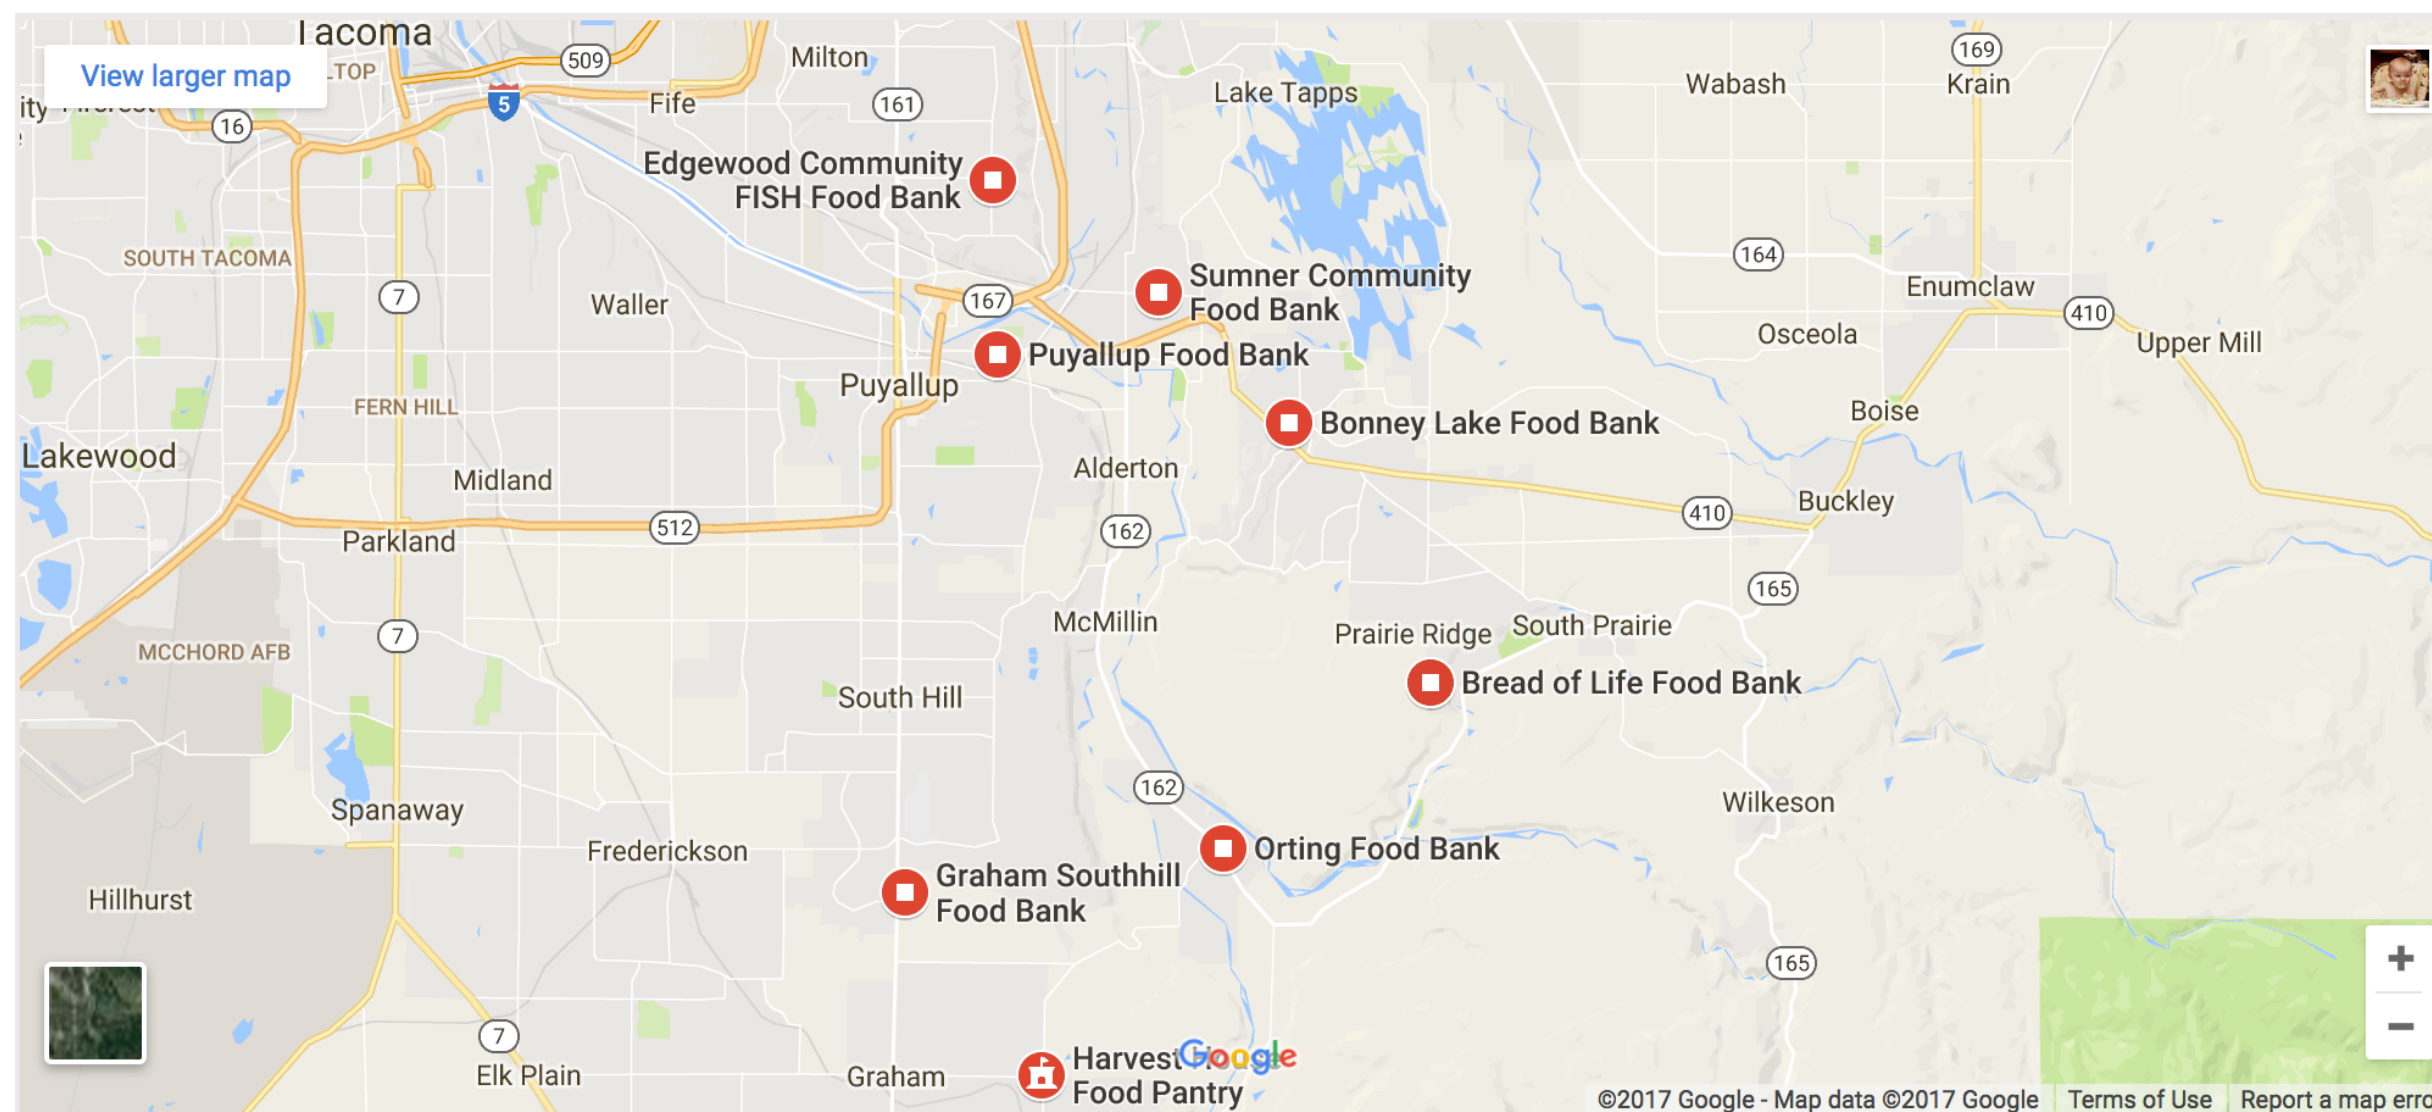 Tacoma
View larger map
LTOP
509
Milton
169
Lake Tapps
Wabash
Krain
5
Fife
161
ity
16
Edgewood Community
FISH Food Bank
SOUTH TACOMA
164
Sumner Community
Food Bank
Enumclaw
7
Waller
167
410
Osceola
Upper Mill
Puyallup Food Bank
Puyallup
FERN HILL
Boise
Bonney Lake Food Bank
Lakewood
Midland
Alderton
Buckley
410
512
162
Parkland
165
McMillin
Prairie Ridge
South Prairie
7
MCCHORD AFB
Bread of Life Food Bank
South Hill
162
Wilkeson
Spanaway
Frederickson
Orting Food Bank
Graham Southhill
Food Bank
Hillhurst
165
+
−
7
Harvest
Google
Food Pantry
Elk Plain
Graham
©2017 Google - Map data ©2017 Google
Terms of Use
Report a map erro